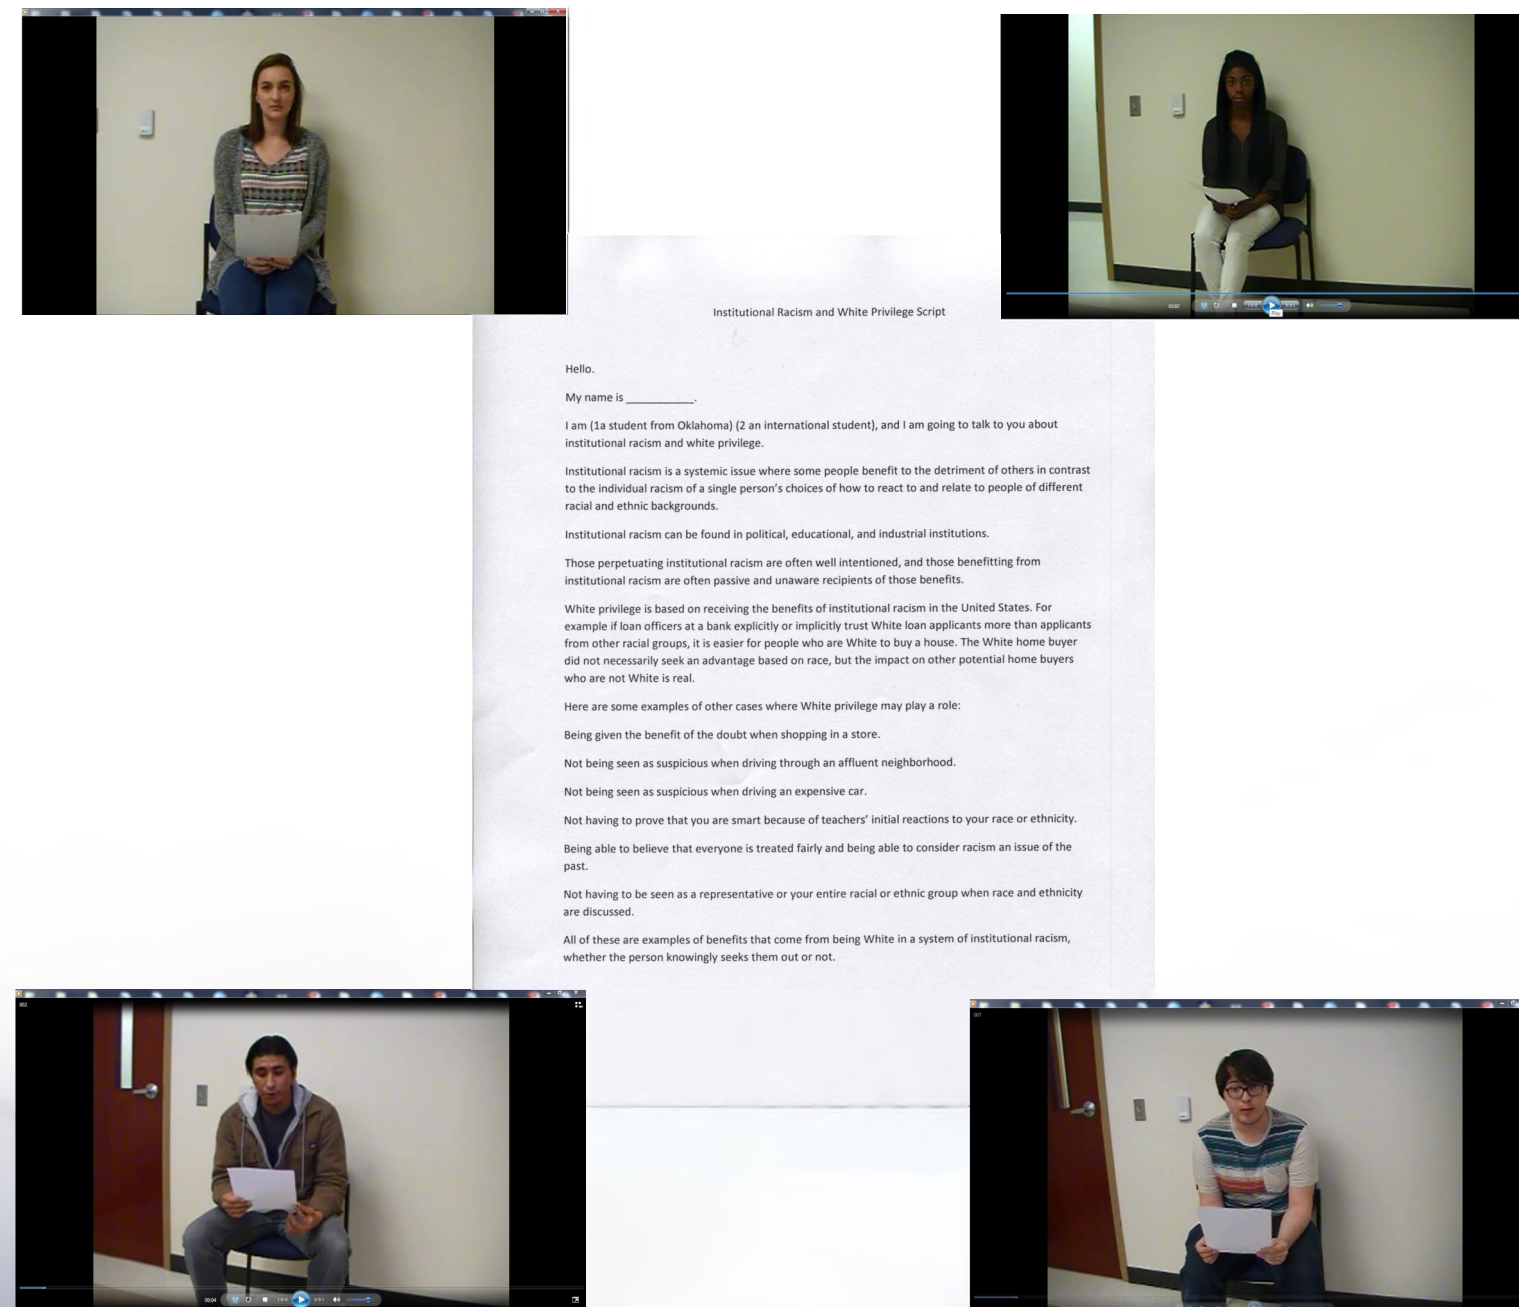 Institutional Racism and White Privilege Script
Hello.
My name is ___________.
I am (1a student from Oklahoma) (2 an international student), and I am going to talk to you about
institutional racism and white privilege.
Institutional racism is a systemic issue where some people benefit to the detriment of others in contrast
to the individual racism of a single person's choices of how to react to and relate to people of different
racial and ethnic backgrounds.
Institutional racism can be found in political, educational, and industrial institutions.
Those perpetuating institutional racism are often well intentioned, and those benefitting from
institutional racism are often passive and unaware recipients of those benefits.
White privilege is based on receiving the benefits of institutional racism in the United States. For
example if loan officers at a bank explicitly or implicitly trust White loan applicants more than applicants
from other racial groups, it is easier for people who are White to buy a house. The White home buyer
did not necessarily seek an advantage based on race, but the impact on other potential home buyers
who are not White is real.
Here are some examples of other cases where White privilege may play a role:
Being given the benefit of the doubt when shopping in a store.
Not being seen as suspicious when driving through an affluent neighborhood.
Not being seen as suspicious when driving an expensive car.
Not having to prove that you are smart because of teachers' initial reactions to your race or ethnicity.
Being able to believe that everyone is treated fairly and being able to consider racism an issue of the
past.
Not having to be seen as a representative or your entire racial or ethnic group when race and ethnicity
are discussed.
All of these are examples of benefits that come from being White in a system of institutional racism,
whether the person knowingly seeks them out or not.
Play
002
007
00:04